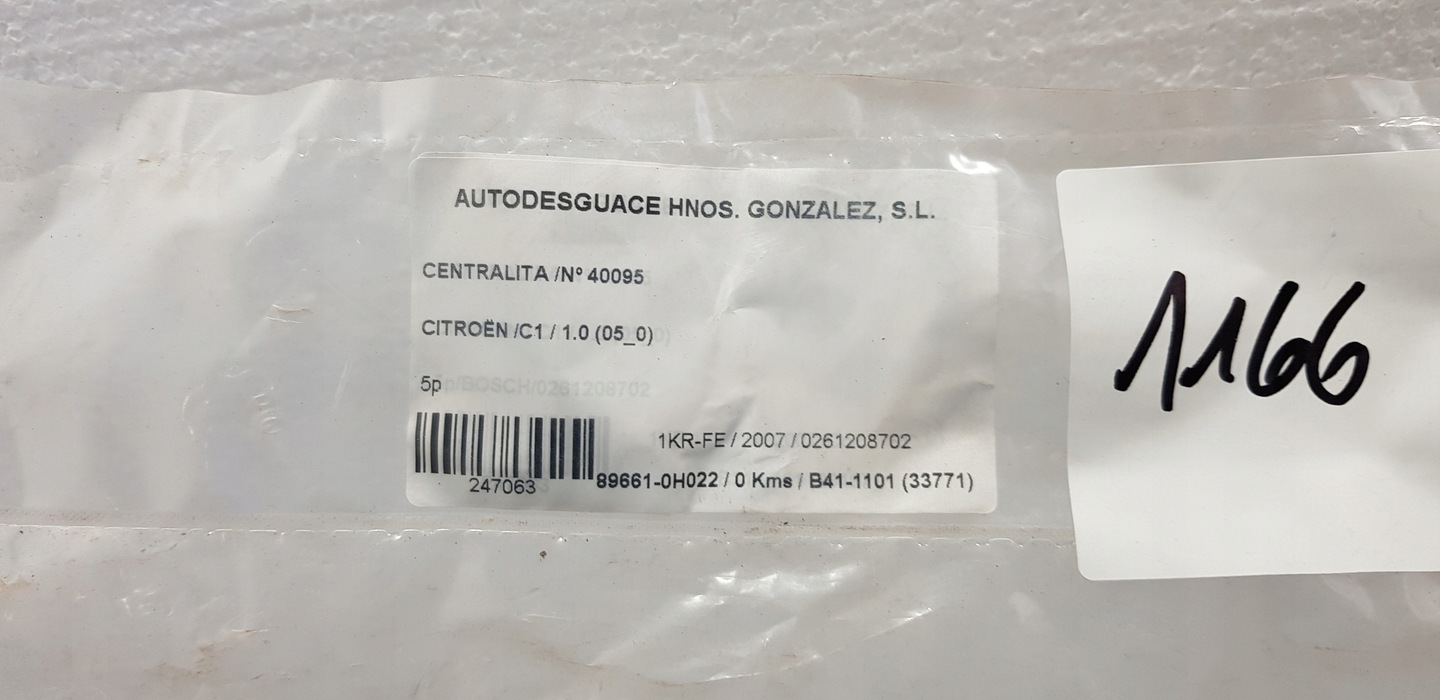 AUTODESGUACE HNOS. GONZALEZ, S.L.
CENTRALITA /Nº 40095
CITROËN /C1 / 1.0 (05_0)
5p/BOSCH/0261208702
1KR-FE / 2007 / 0261208702
247063
89661-0H022 / 0 Kms / B41-1101 (33771)
1166